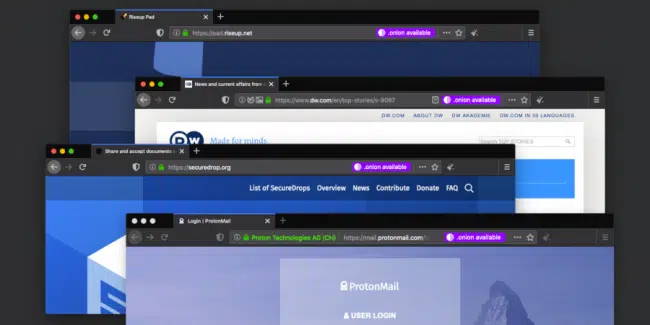 Riseup Pad
https://pad.riseup.net
.onion available
News and current affairs from
https://www.dw.com/en/top-stories/s-9097
.onion available
DW.COM ABOUT DW DW AKADEMIE DW.COM IN 30 LANGUAGES
DW Made for minds.
Search TOP STORIES
Share and accept documents s
https://securedrop.org
.onion available
List of SecureDrops Overview News Contribute Donate FAQ
Login | ProtonMail
Proton Technologies AG (CH) https://mail.protonmail.com/
.onion available
ProtonMail
USER LOGIN